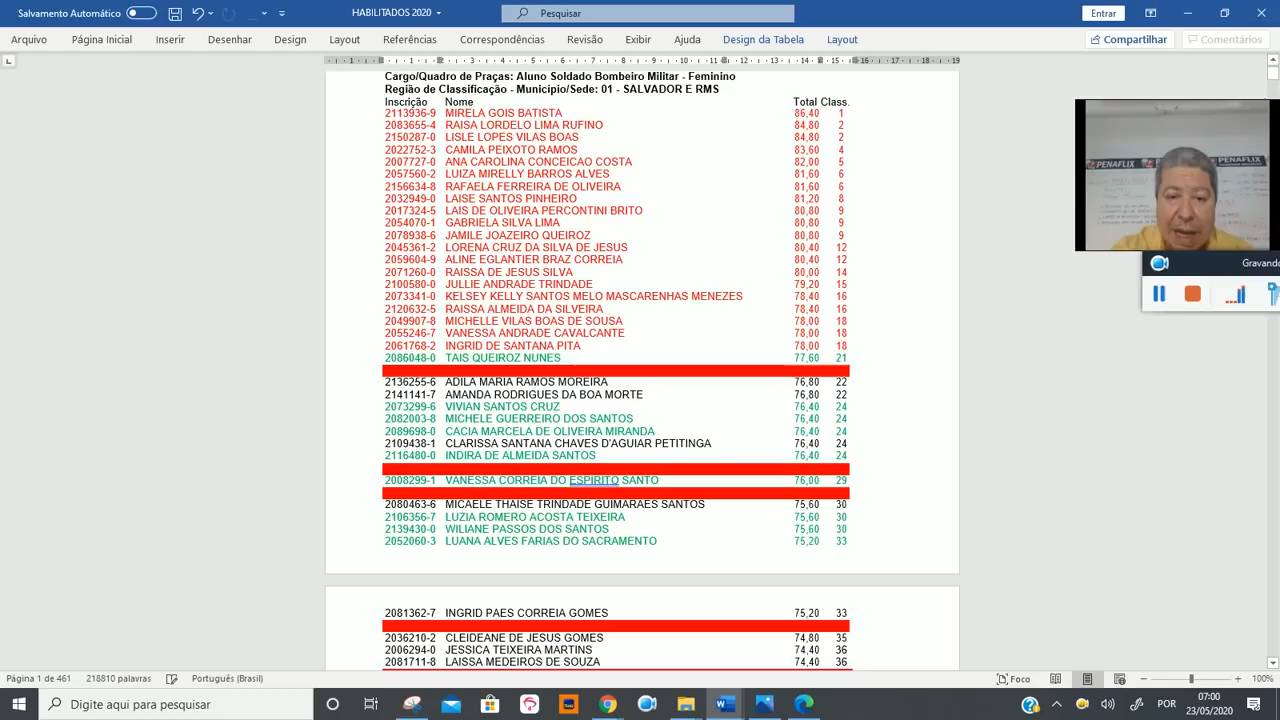 Salvamento Automático
HABILITADOS 2020
Pesquisar
Entrar
Arquivo Página Inicial Inserir Desenhar Design Layout Referências Correspondências Revisão Exibir Ajuda Design da Tabela Layout
Compartilhar Comentários
Cargo/Quadro de Praças: Aluno Soldado Bombeiro Militar - Feminino
Região de Classificação - Municipio/Sede: 01 - SALVADOR E RMS
Inscrição Nome Total Class.
2113936-9 MIRELA GOIS BATISTA 86,40 1
2083655-4 RAISA LORDELO LIMA RUFINO 84,80 2
2150287-0 LISLE LOPES VILAS BOAS 84,80 2
2022752-3 CAMILA PEIXOTO RAMOS 83,60 4
2007727-0 ANA CAROLINA CONCEICAO COSTA 82,00 5
2057560-2 LUIZA MIRELLY BARROS ALVES 81,60 6
2156634-8 RAFAELA FERREIRA DE OLIVEIRA 81,60 6
2032949-0 LAISE SANTOS PINHEIRO 81,20 8
2017324-5 LAIS DE OLIVEIRA PERCONTINI BRITO 80,80 9
2054070-1 GABRIELA SILVA LIMA 80,80 9
2078938-6 JAMILE JOAZEIRO QUEIROZ 80,80 9
2045361-2 LORENA CRUZ DA SILVA DE JESUS 80,40 12
2059604-9 ALINE EGLANTIER BRAZ CORREIA 80,40 12
2071260-0 RAISSA DE JESUS SILVA 80,00 14
2100580-0 JULLIE ANDRADE TRINDADE 79,20 15
2073341-0 KELSEY KELLY SANTOS MELO MASCARENHAS MENEZES 78,40 16
2120632-5 RAISSA ALMEIDA DA SILVEIRA 78,40 16
2049907-8 MICHELLE VILAS BOAS DE SOUSA 78,00 18
2055246-7 VANESSA ANDRADE CAVALCANTE 78,00 18
2061768-2 INGRID DE SANTANA PITA 78,00 18
2086048-0 TAIS QUEIROZ NUNES 77,60 21
2136255-6 ADILA MARIA RAMOS MOREIRA 76,80 22
2141141-7 AMANDA RODRIGUES DA BOA MORTE 76,80 22
2073299-6 VIVIAN SANTOS CRUZ 76,40 24
2082003-8 MICHELE GUERREIRO DOS SANTOS 76,40 24
2089698-0 CACIA MARCELA DE OLIVEIRA MIRANDA 76,40 24
2109438-1 CLARISSA SANTANA CHAVES D'AGUIAR PETITINGA 76,40 24
2116480-0 INDIRA DE ALMEIDA SANTOS 76,40 24
2008299-1 VANESSA CORREIA DO ESPIRITO SANTO 76,00 29
2080463-6 MICAELE THAISE TRINDADE GUIMARAES SANTOS 75,60 30
2106356-7 LUZIA ROMERO ACOSTA TEIXEIRA 75,60 30
2139430-0 WILIANE PASSOS DOS SANTOS 75,60 30
2052060-3 LUANA ALVES FARIAS DO SACRAMENTO 75,20 33
2081362-7 INGRID PAES CORREIA GOMES 75,20 33
2036210-2 CLEIDEANE DE JESUS GOMES 74,80 35
2006294-0 JESSICA TEIXEIRA MARTINS 74,40 36
2081711-8 LAISSA MEDEIROS DE SOUZA 74,40 36
PENAFLIX PENAFLIX
Gravando
Página 1 de 461 218810 palavras Português (Brasil)
Foco 100%
Digite aqui para pesquisar
POR
07:00
23/05/2020